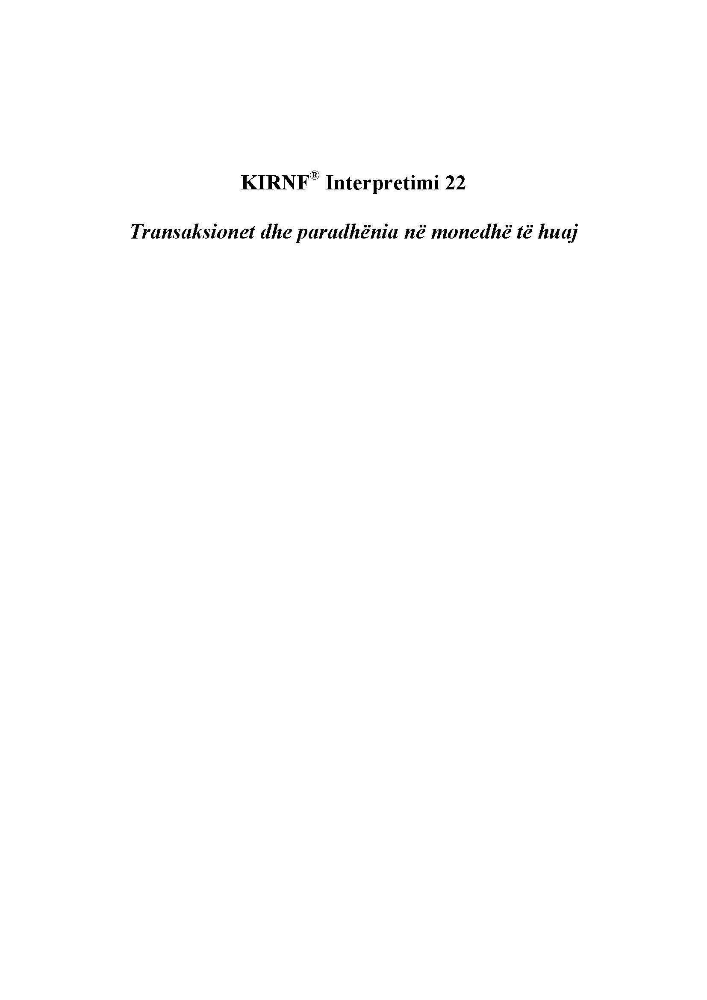 KIRNF® Interpretimi 22
Transaksionet dhe paradhënia në monedhë të huaj